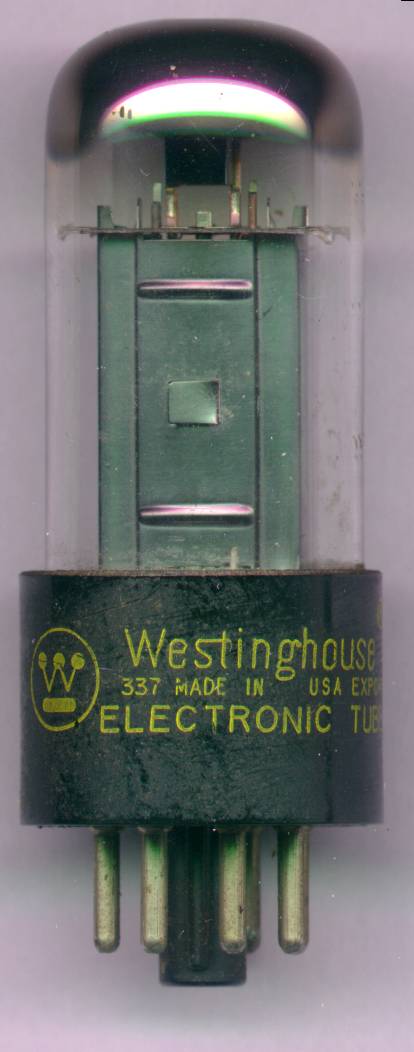 Westinghouse
W
337 MADE IN USA
ELECTRONIC